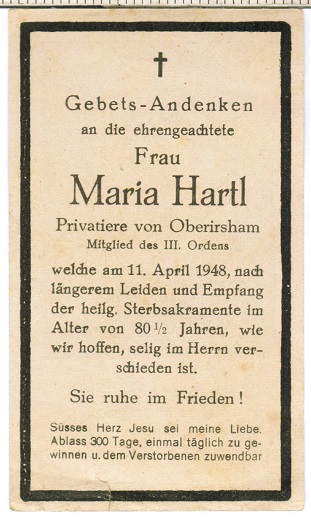 Gebets-Andenken
an die ehrengeachtete
Frau
Maria Hartl
Privatiere von Oberirsham
Mitglied des III. Ordens
welche am 11. April 1948, nach
längerem Leiden und Empfang
der heilg. Sterbsakramente im
Alter von 80 1/2 Jahren, wie
wir hoffen, selig im Herrn ver-
schieden ist.
Sie ruhe im Frieden !
Süsses Herz Jesu sei meine Liebe.
Ablass 300 Tage, einmal täglich zu ge-
winnen u. dem Verstorbenen zuwendbar